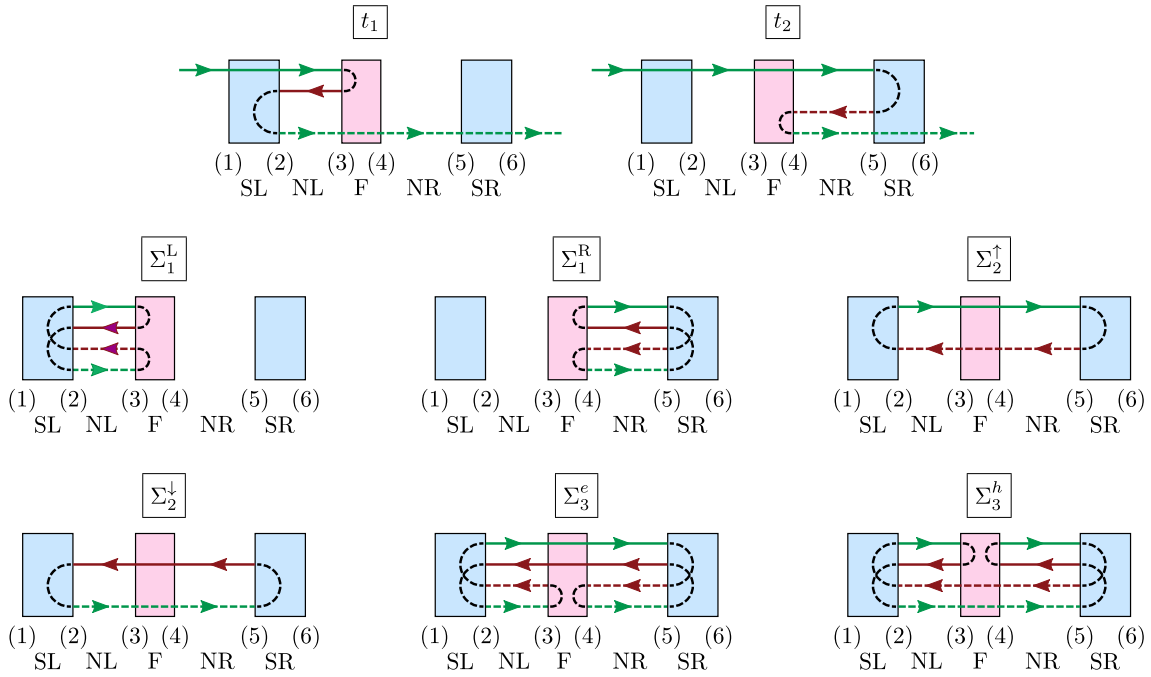 t₁ t₂
(1) (2) (3) (4) (5) (6) (1) (2) (3) (4) (5) (6)
SL NL F NR SR SL NL F NR SR
Σ₁ᴸ Σ₁ᴿ Σ₂↑
(1) (2) (3) (4) (5) (6) (1) (2) (3) (4) (5) (6) (1) (2) (3) (4) (5) (6)
SL NL F NR SR SL NL F NR SR SL NL F NR SR
Σ₂↓ Σ₃ᵉ Σ₃ʰ
(1) (2) (3) (4) (5) (6) (1) (2) (3) (4) (5) (6) (1) (2) (3) (4) (5) (6)
SL NL F NR SR SL NL F NR SR SL NL F NR SR